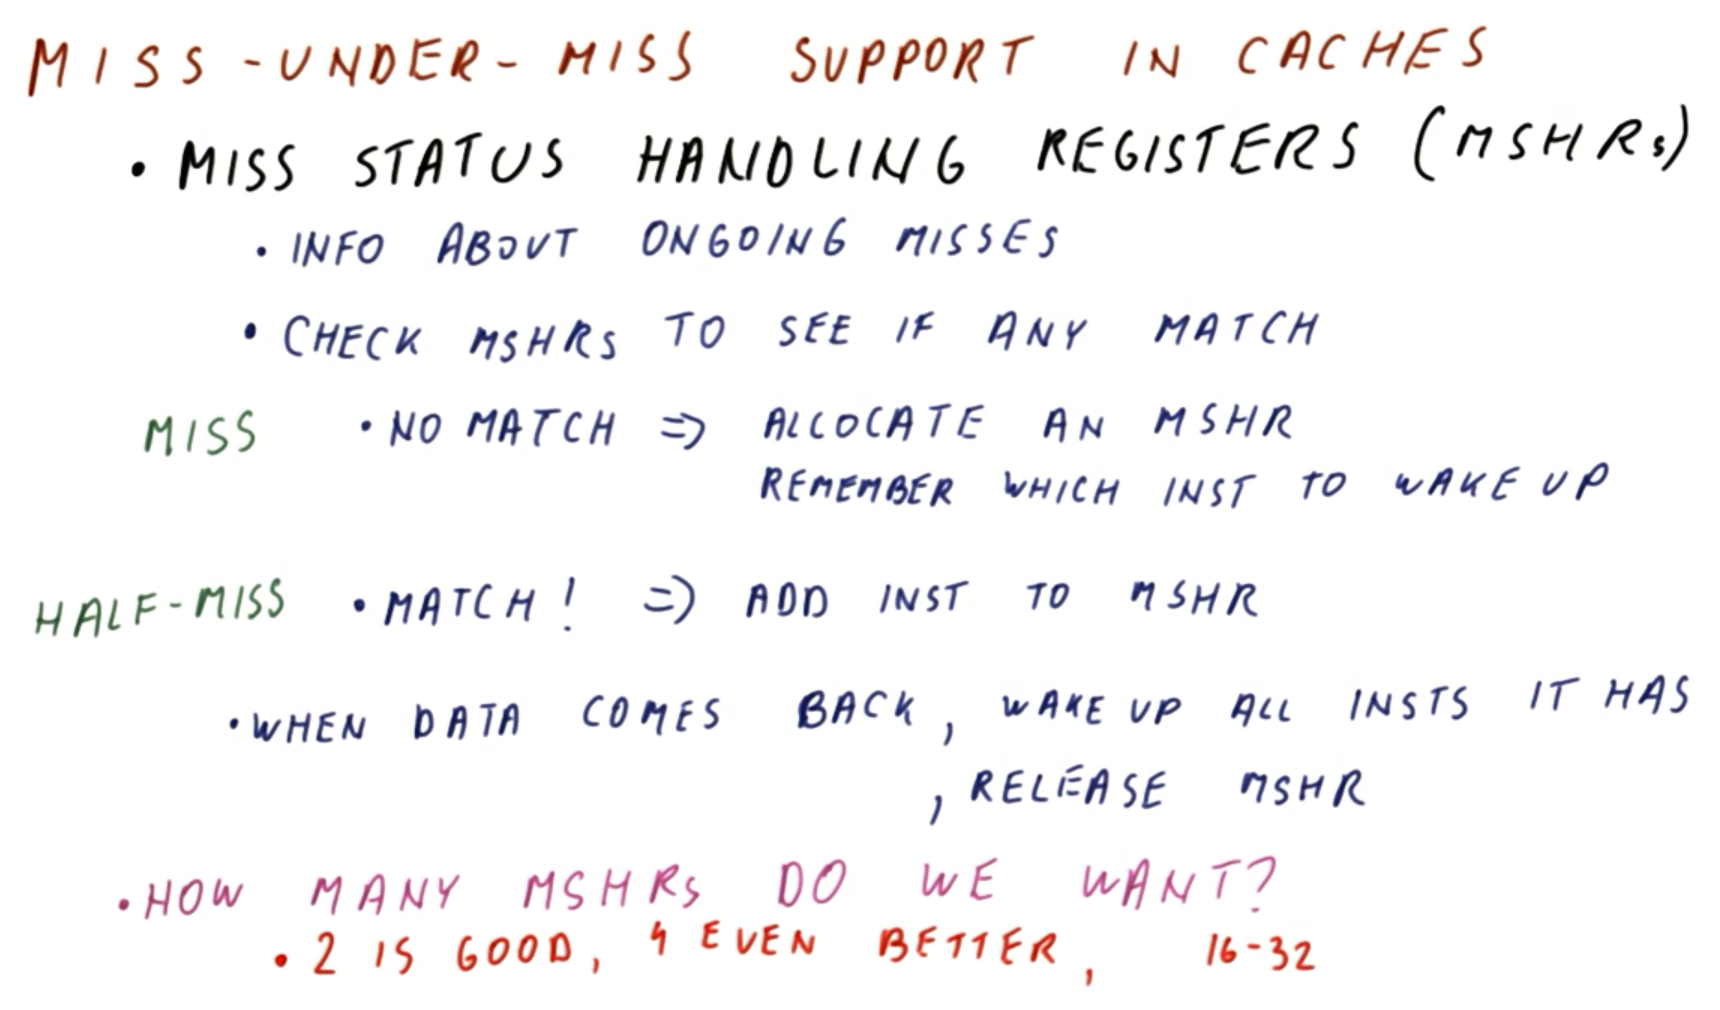 MISS-UNDER-MISS SUPPORT IN CACHES
• MISS STATUS HANDLING REGISTERS (MSHRs)
• INFO ABOUT ONGOING MISSES
• CHECK MSHRs TO SEE IF ANY MATCH
MISS • NO MATCH ⇒ ALLOCATE AN MSHR
REMEMBER WHICH INST TO WAKE UP
HALF-MISS • MATCH! ⇒ ADD INST TO MSHR
• WHEN DATA COMES BACK, WAKE UP ALL INSTS IT HAS
, RELEASE MSHR
• HOW MANY MSHRs DO WE WANT?
• 2 IS GOOD, 4 EVEN BETTER, 16-32